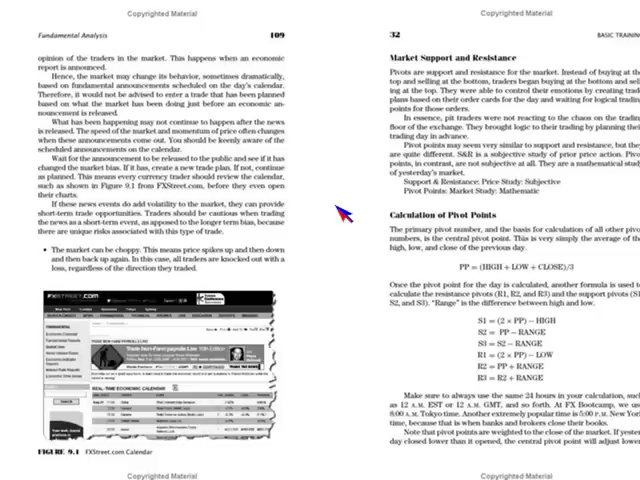 Copyrighted Material
Fundamental Analysis 109
opinion of the traders in the market. This happens when an economic
report is announced.
Hence, the market may change its behavior, sometimes dramatically,
based on fundamental announcements scheduled on the day's calendar.
Therefore, it would not be advised to enter a trade that has been planned
based on what the market has been doing just before an economic an-
nouncement is released.
What has been happening may not continue to happen after the news
is released. The speed of the market and momentum of price often changes
when these announcements come out. You should be keenly aware of the
scheduled announcements on the calendar.
Wait for the announcement to be released to the public and see if it has
changed the market bias. If it has, create a new trade plan. If not, continue
as planned. This means every currency trader should review the calendar,
such as shown in Figure 9.1 from FXStreet.com, before they even open
their charts.
If these news events do add volatility to the market, they can provide
short-term trade opportunities. Traders should be cautious when trading
the news as a short-term event, as apposed to the longer term bias, because
there are unique risks associated with this type of trade.
• The market can be choppy. This means price spikes up and then down
and then back up again. In this case, all traders are knocked out with a
loss, regardless of the direction they traded.
FXSTREET.COM
REAL-TIME ECONOMIC CALENDAR
FIGURE 9.1 FXStreet.com Calendar
Copyrighted Material
Copyrighted Material
32 BASIC TRAININ
Market Support and Resistance
Pivots are support and resistance for the market. Instead of buying at the
top and selling at the bottom, traders began buying at the bottom and sell
ing at the top. They were able to control their emotions by creating trade
plans based on their order cards for the day and waiting for logical trading
points for those orders.
In essence, pit traders were not reacting to the chaos on the trading
floor of the exchange. They brought logic to their trading by planning the
trading day in advance.
Pivot points may seem very similar to support and resistance, but they
are quite different. S&R is a subjective study of prior price action. Pivo
points, in contrast, are not subjective at all. They are a mathematical study
of yesterday's market.
Support & Resistance: Price Study: Subjective
Pivot Points: Market Study: Mathematic
Calculation of Pivot Points
The primary pivot number, and the basis for calculation of all other pivo
numbers, is the central pivot point. This is very simply the average of the
high, low, and close of the previous day.
PP = (HIGH + LOW + CLOSE)/3
Once the pivot point for the day is calculated, another formula is used to
calculate the resistance pivots (R1, R2, and R3) and the support pivots (S1
S2, and S3). “Range” is the difference between high and low.
S1 = (2 × PP) − HIGH
S2 = PP − RANGE
S3 = S2 − RANGE
R1 = (2 × PP) − LOW
R2 = PP + RANGE
R3 = R2 + RANGE
Make sure to always use the same 24 hours in your calculation, such
as 12 A.M. EST or 12 A.M. GMT, and so forth. At FX Bootcamp, we use
8:00 A.M. Tokyo time. Another extremely popular time is 5:00 P.M. New York
time, because that is when banks and brokers close their books.
Note that pivot points are weighted to the close of the market. If yester
day closed lower than it opened, the central pivot point will adjust lower
Copyrighted Material